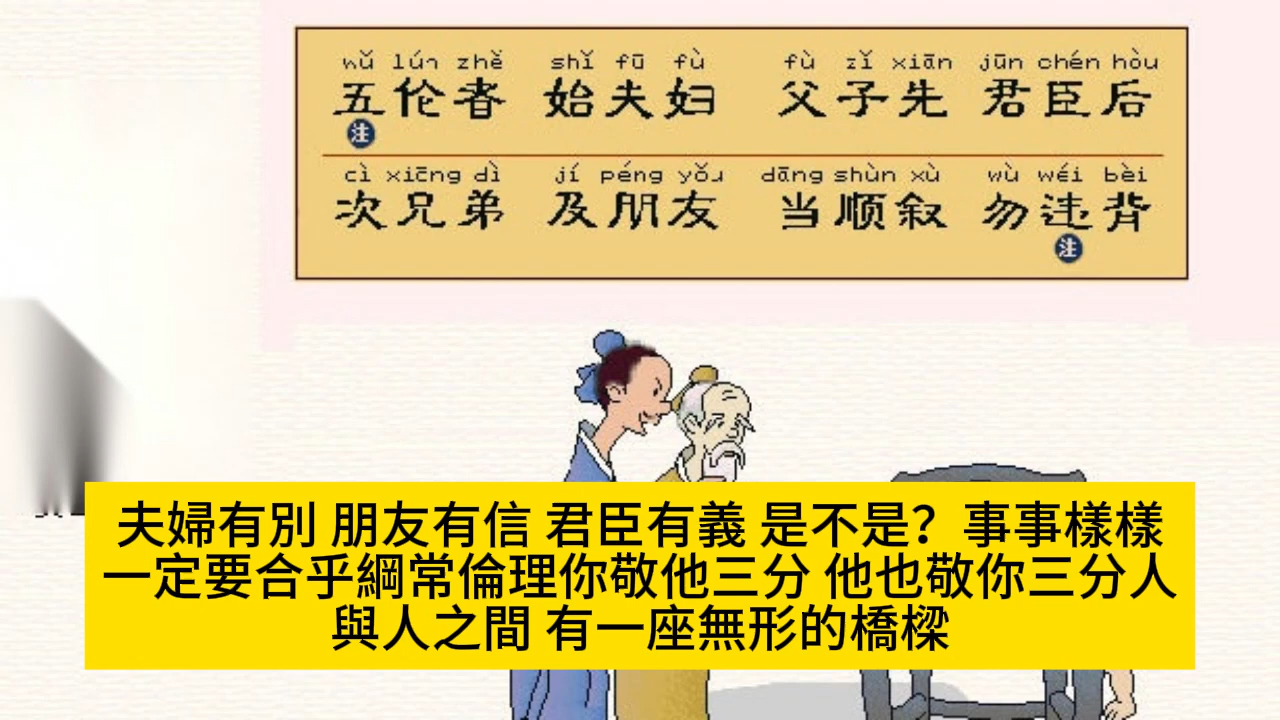 wǔ lún zhě shǐ fū fù fù zǐ xiān jūn chén hòu
五伦者 始夫妇 父子先 君臣后
注
cì xiōng dì jí péng yǒu dāng shùn xù wù wéi bèi
次兄弟 及朋友 当顺叙 勿违背
注
夫婦有別 朋友有信 君臣有義 是不是？事事樣樣
一定要合乎綱常倫理你敬他三分 他也敬你三分人
與人之間 有一座無形的橋樑